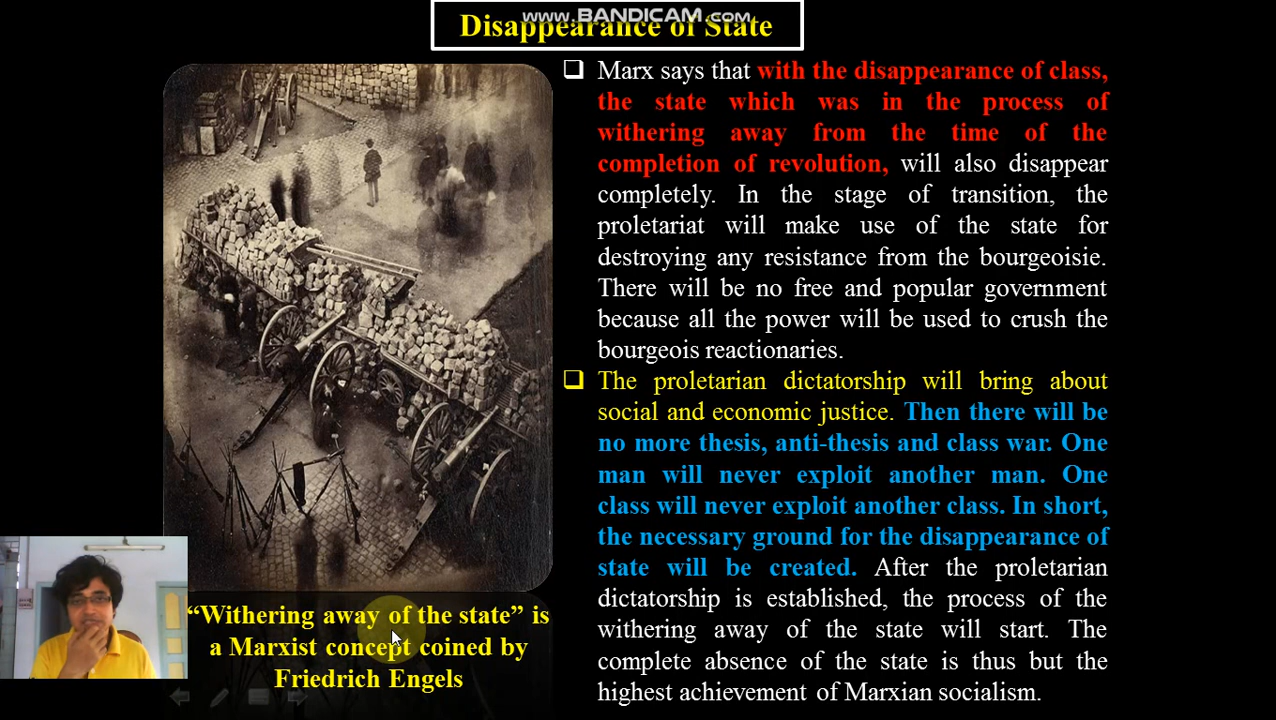 www.BANDICAM.com
Disappearance of State
Marx says that with the disappearance of class,
the state which was in the process of
withering away from the time of the
completion of revolution, will also disappear
completely. In the stage of transition, the
proletariat will make use of the state for
destroying any resistance from the bourgeoisie.
There will be no free and popular government
because all the power will be used to crush the
bourgeois reactionaries.
The proletarian dictatorship will bring about
social and economic justice. Then there will be
no more thesis, anti-thesis and class war. One
man will never exploit another man. One
class will never exploit another class. In short,
the necessary ground for the disappearance of
state will be created. After the proletarian
dictatorship is established, the process of the
withering away of the state will start. The
complete absence of the state is thus but the
highest achievement of Marxian socialism.
“Withering away of the state” is
a Marxist concept coined by
Friedrich Engels